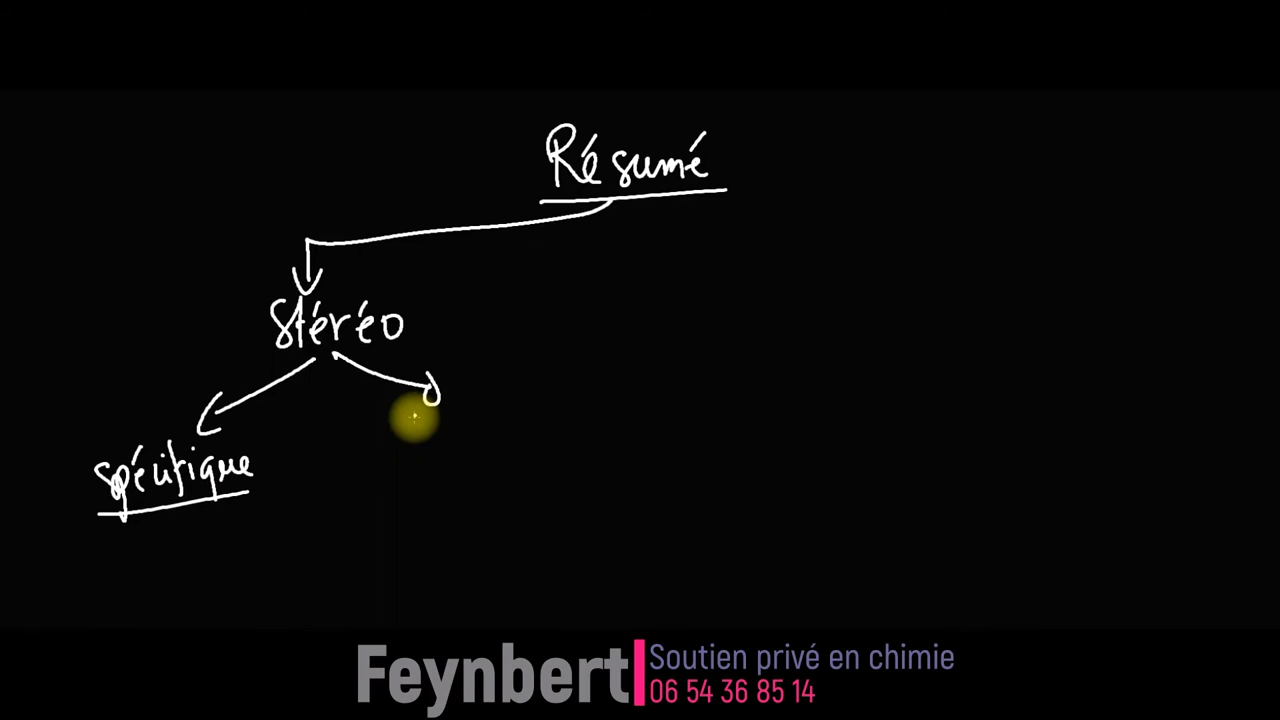 Résumé
Stéréo
spécifique
Feynbert
Soutien privé en chimie
06 54 36 85 14